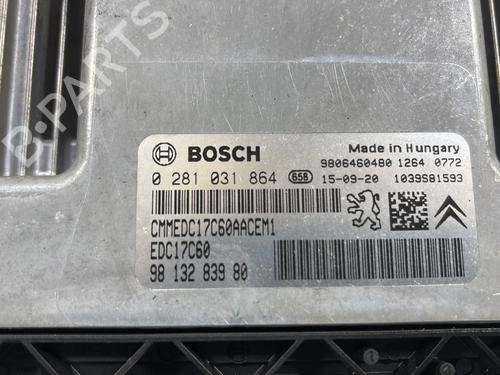 B-PARTS
BOSCH
Made in Hungary
9806460480 1264 0772
0 281 031 864 658 15-09-20 1039S81593
CMMEDC17C60AACEM1
EDC17C60
98 132 839 80